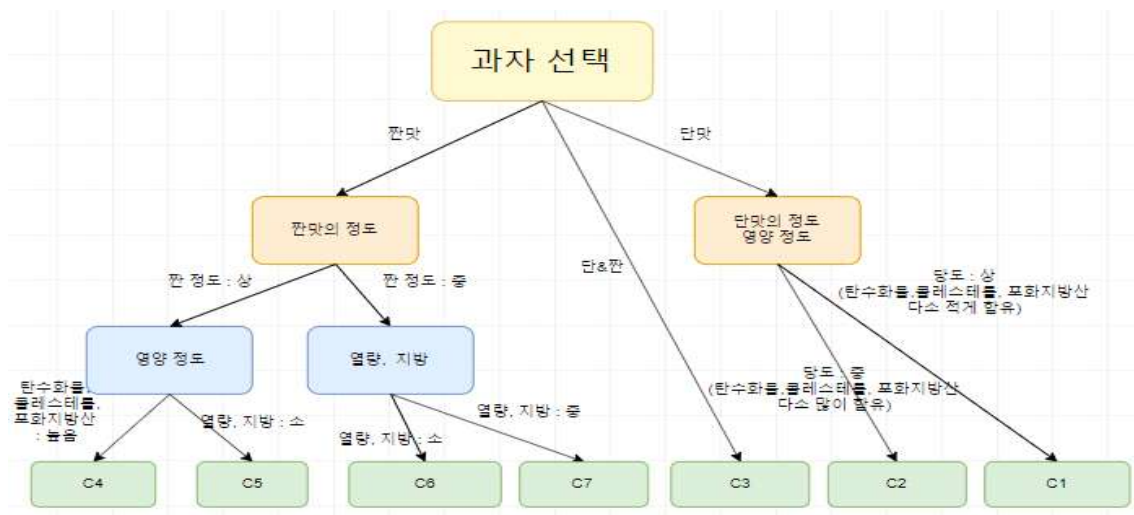 과자 선택
짠맛
단맛
짠맛의 정도
단맛의 정도
영양 정도
단&짠
짠 정도 : 상
짠 정도 : 중
당도 : 상
(탄수화물,콜레스테롤, 포화지방산
다소 적게 함유)
영양 정도
열량, 지방
당도 : 중
(탄수화물,콜레스테롤, 포화지방산
다소 많이 함유)
탄수화물,
콜레스테롤,
포화지방산
: 높음
열량, 지방 : 소
열량, 지방 : 소
열량, 지방 : 중
C4
C5
C6
C7
C3
C2
C1